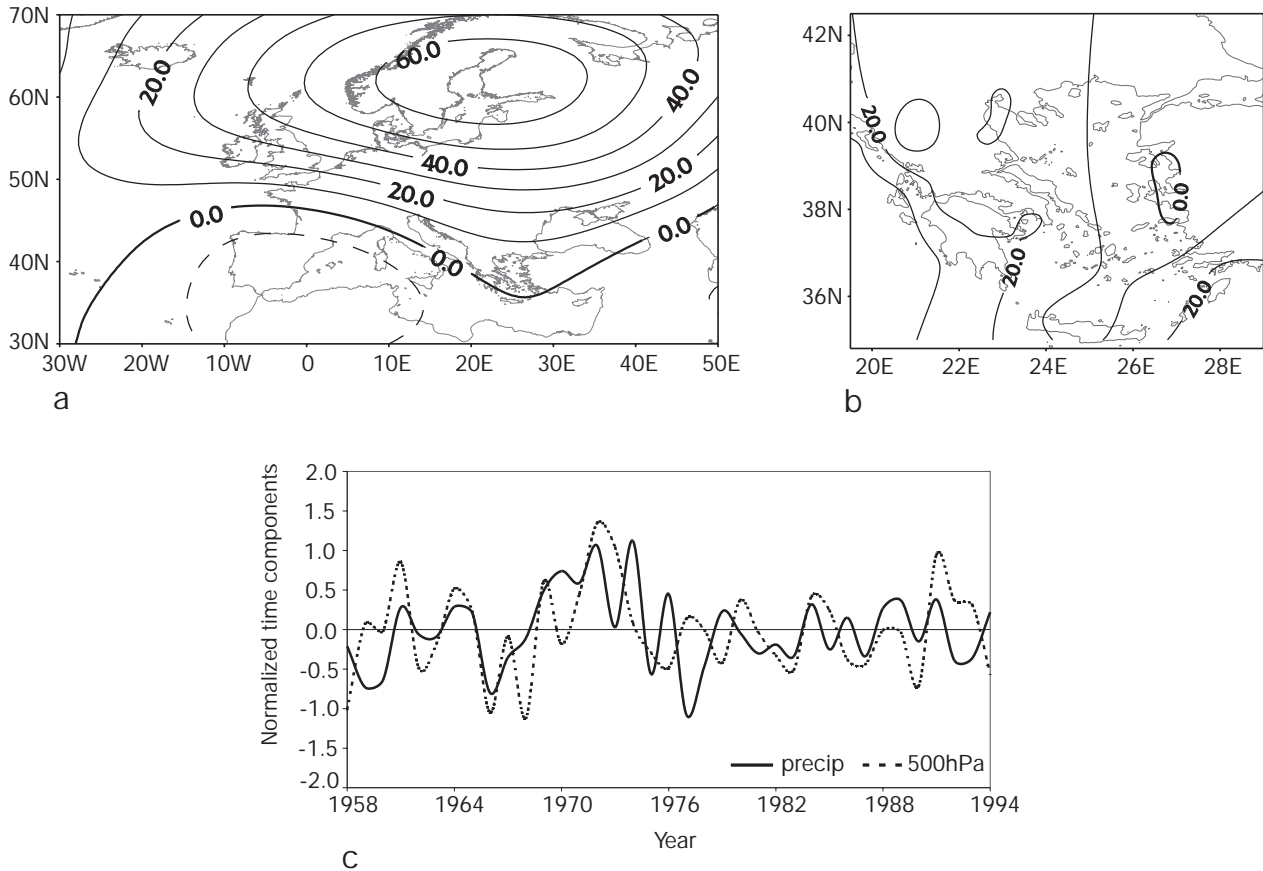 70N
60N
50N
40N
30N
30W 20W 10W 0 10E 20E 30E 40E 50E
20.0
60.0
40.0
40.0
20.0
20.0
0.0
0.0
0.0
a
42N
40N
38N
36N
20E 22E 24E 26E 28E
20.0
0.0
20.0
20.0
b
Normalized time components
2.0
1.5
1.0
0.5
0.0
-0.5
-1.0
-1.5
-2.0
precip 500hPa
1958 1964 1970 1976 1982 1988 1994
Year
c